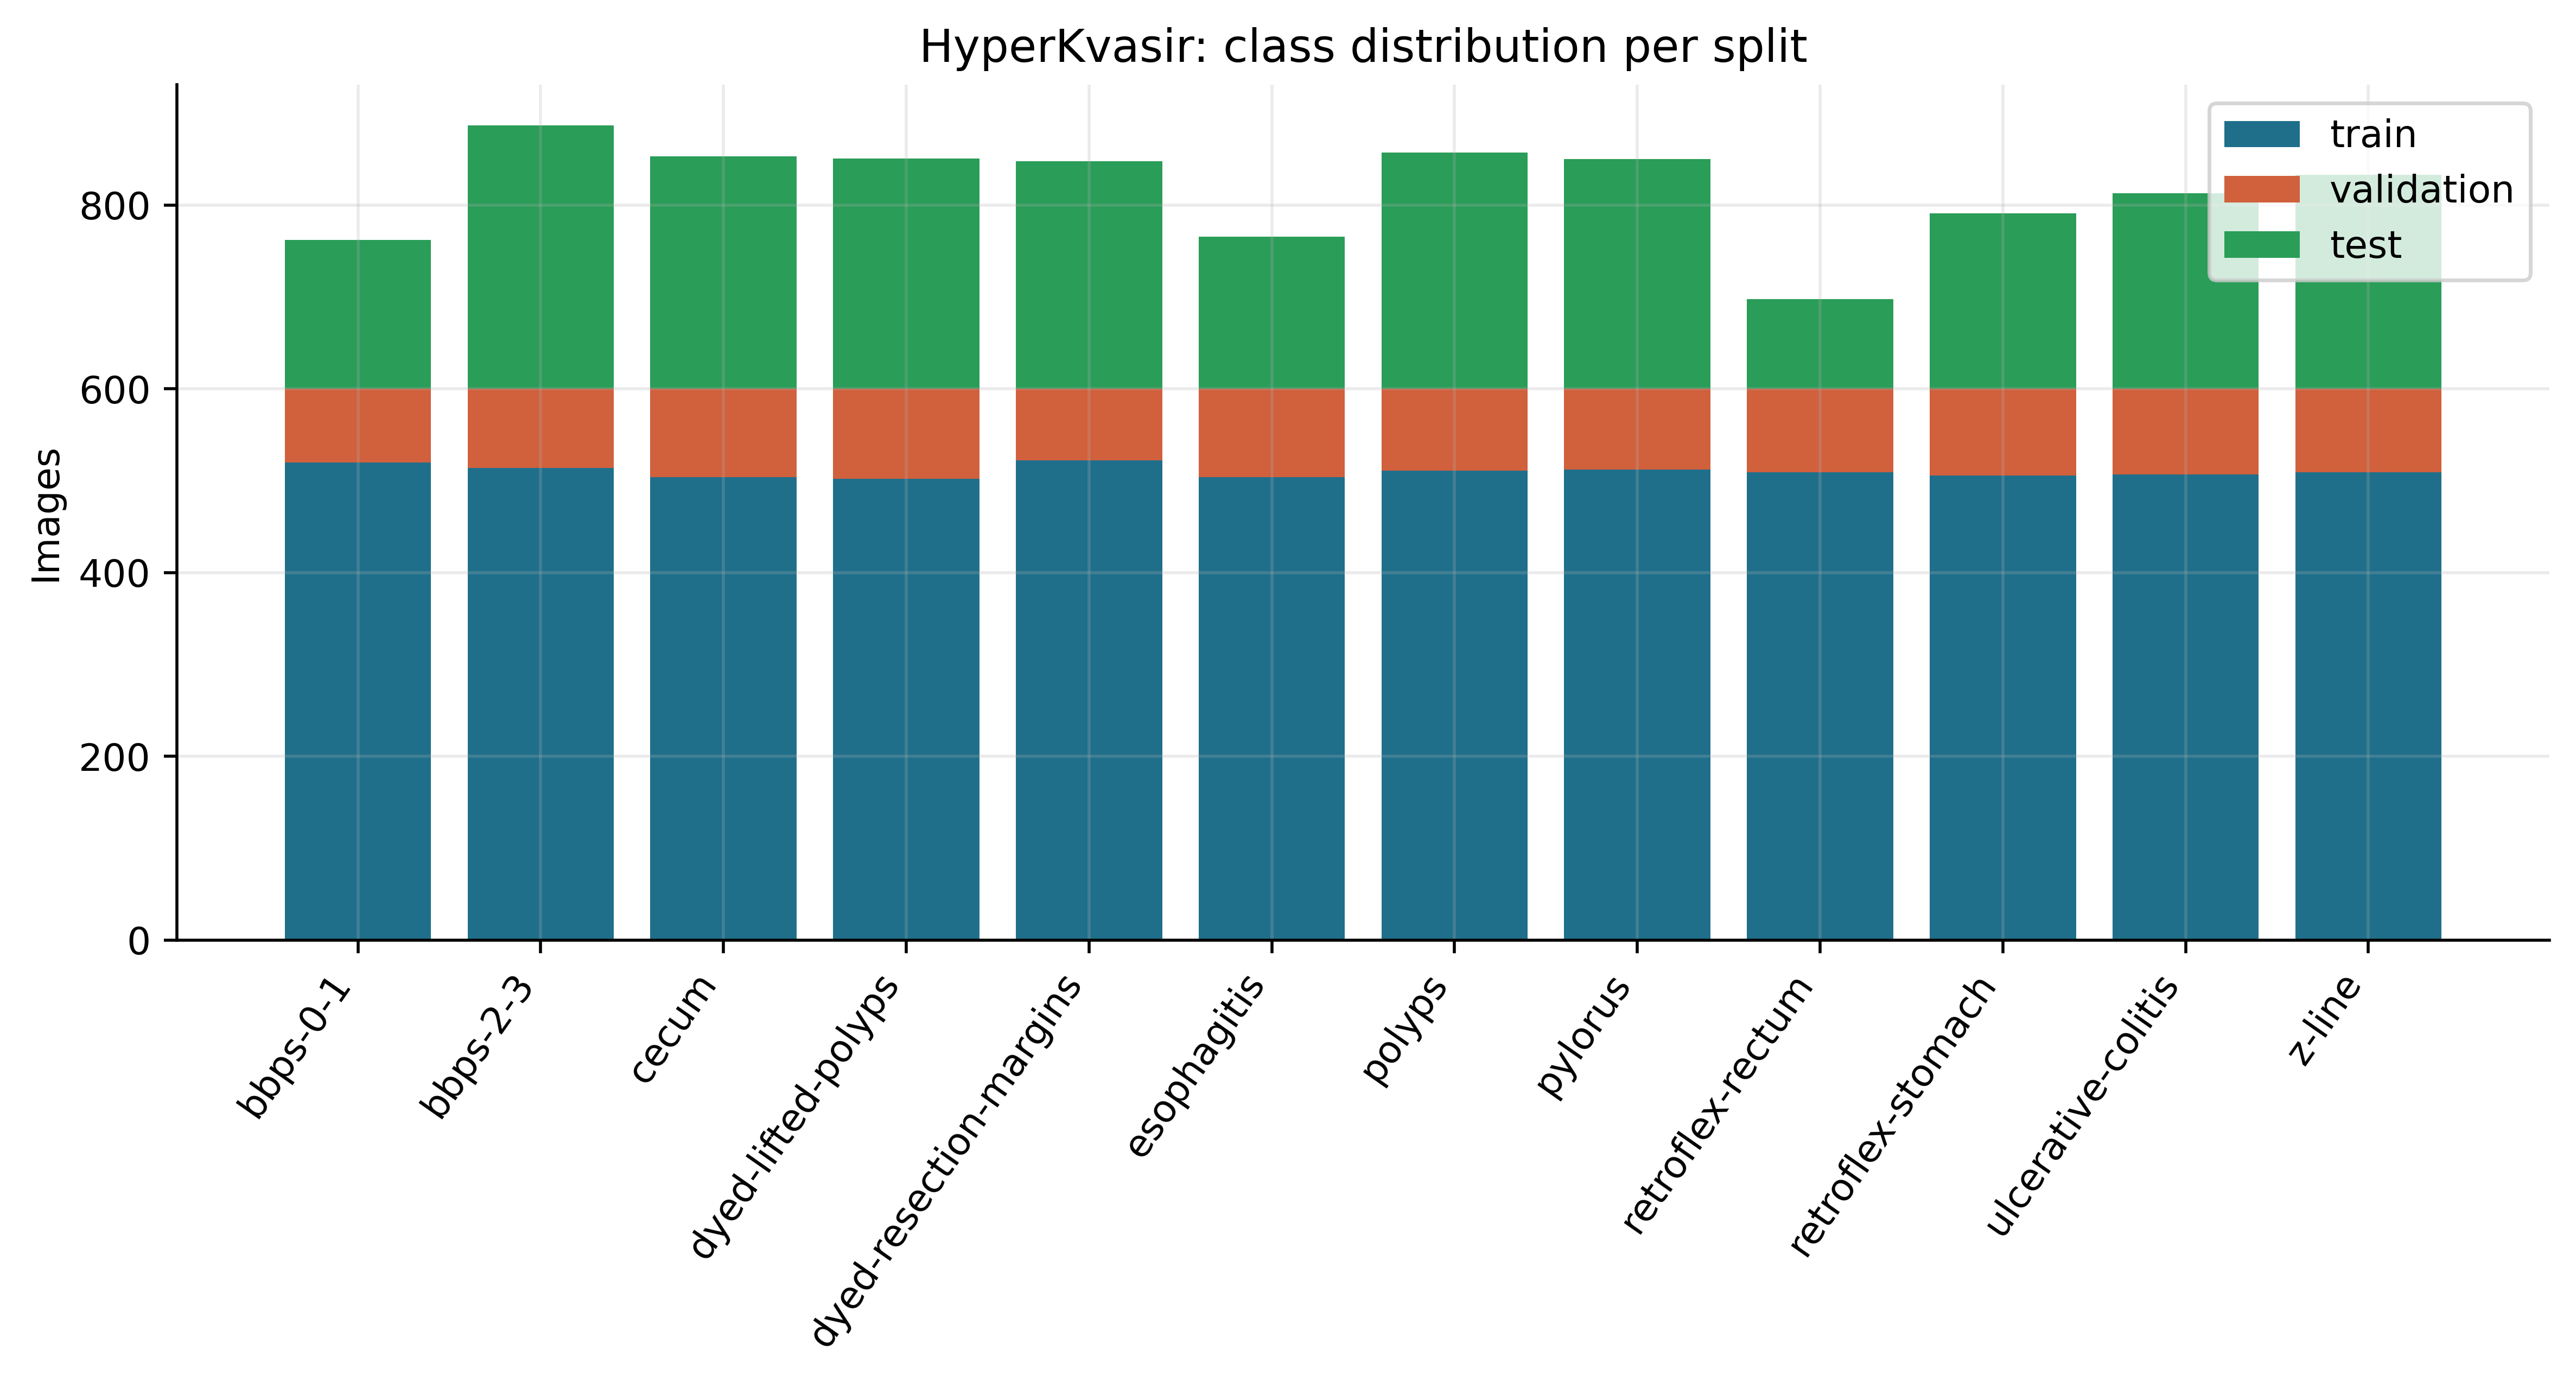 HyperKvasir: class distribution per split
train
validation
test
Images
800
600
400
200
0
bbps-0-1
bbps-2-3
cecum
dyed-lifted-polyps
dyed-resection-margins
esophagitis
polyps
pylorus
retroflex-rectum
retroflex-stomach
ulcerative-colitis
z-line